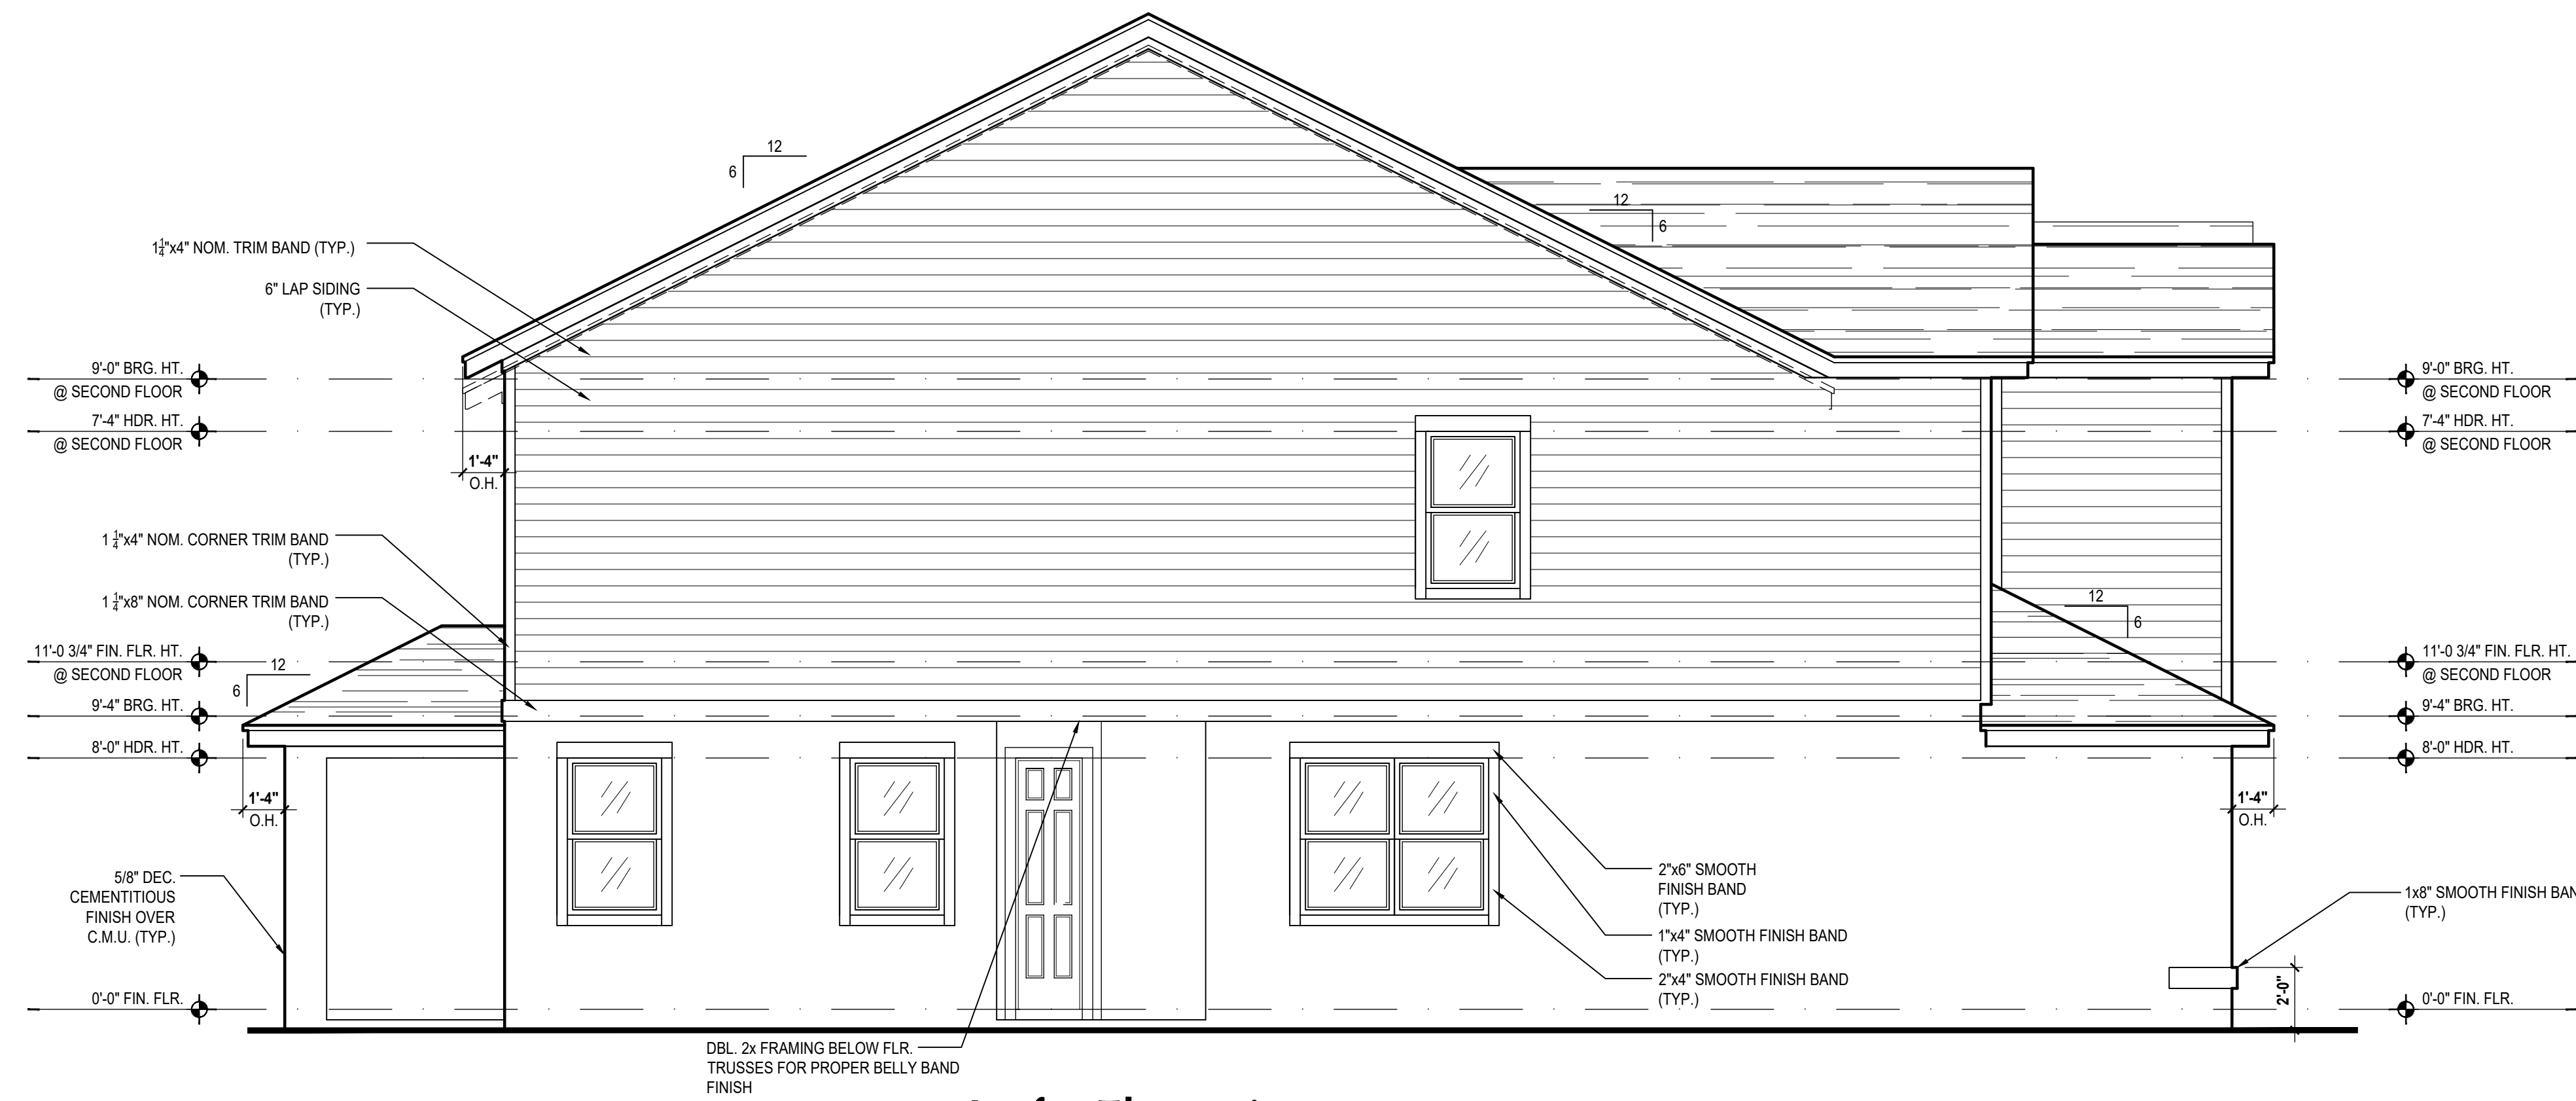 12
6
12
6
1 1/4"x4" NOM. TRIM BAND (TYP.)
6" LAP SIDING
(TYP.)
9'-0" BRG. HT.
@ SECOND FLOOR
7'-4" HDR. HT.
@ SECOND FLOOR
9'-0" BRG. HT.
@ SECOND FLOOR
7'-4" HDR. HT.
@ SECOND FLOOR
1'-4"
O.H.
1 1/4"x4" NOM. CORNER TRIM BAND
(TYP.)
1 1/4"x8" NOM. CORNER TRIM BAND
(TYP.)
12
6
11'-0 3/4" FIN. FLR. HT.
@ SECOND FLOOR
12
6
9'-4" BRG. HT.
8'-0" HDR. HT.
11'-0 3/4" FIN. FLR. HT.
@ SECOND FLOOR
9'-4" BRG. HT.
8'-0" HDR. HT.
1'-4"
O.H.
1'-4"
O.H.
5/8" DEC.
CEMENTITIOUS
FINISH OVER
C.M.U. (TYP.)
2"x6" SMOOTH
FINISH BAND
(TYP.)
1"x4" SMOOTH FINISH BAND
(TYP.)
2"x4" SMOOTH FINISH BAND
(TYP.)
1x8" SMOOTH FINISH
(TYP.)
2'-0"
0'-0" FIN. FLR.
0'-0" FIN. FLR.
DBL. 2x FRAMING BELOW FLR.
TRUSSES FOR PROPER BELLY BAND
FINISH